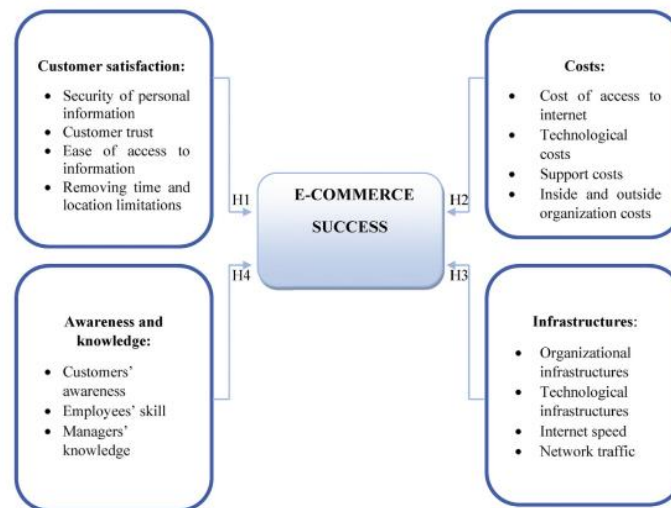 Customer satisfaction:
• Security of personal
information
• Customer trust
• Ease of access to
information
• Removing time and
location limitations
Costs:
• Cost of access to
internet
• Technological
costs
• Support costs
• Inside and outside
organization costs
H1
H2
E-COMMERCE
SUCCESS
H4
H3
Awareness and
knowledge:
• Customers’
awareness
• Employees’ skill
• Managers’
knowledge
Infrastructures:
• Organizational
infrastructures
• Technological
infrastructures
• Internet speed
• Network traffic